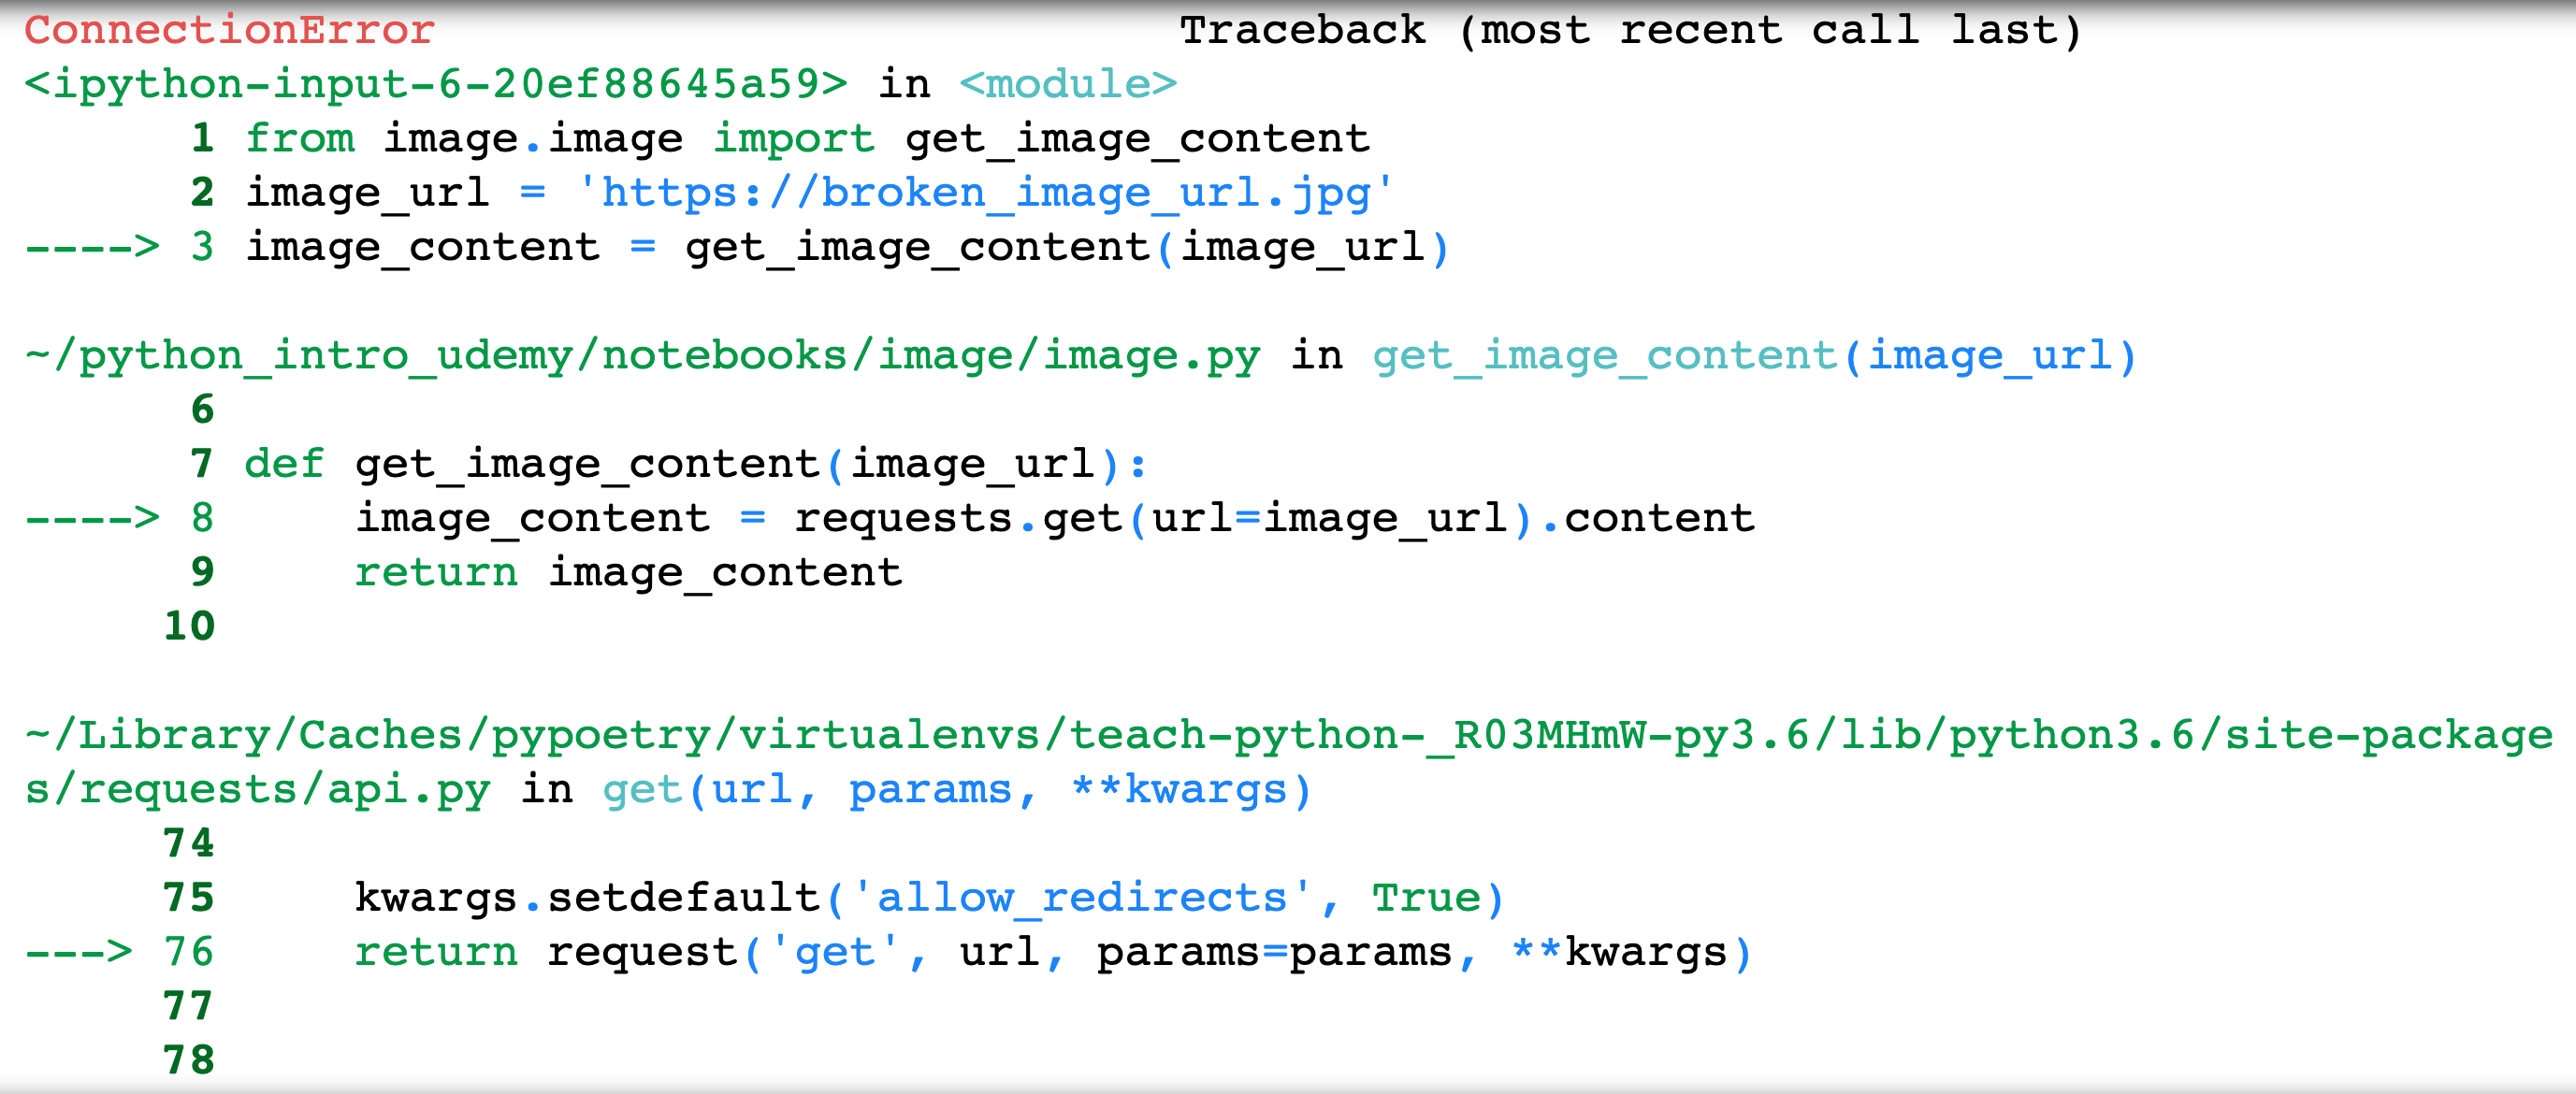 ConnectionError                           Traceback (most recent call last)
<ipython-input-6-20ef88645a59> in <module>
      1 from image.image import get_image_content
      2 image_url = 'https://broken_image_url.jpg'
----> 3 image_content = get_image_content(image_url)
~/python_intro_udemy/notebooks/image/image.py in get_image_content(image_url)
      6
      7 def get_image_content(image_url):
----> 8     image_content = requests.get(url=image_url).content
      9     return image_content
     10
~/Library/Caches/pypoetry/virtualenvs/teach-python-_R03MHmW-py3.6/lib/python3.6/site-package
s/requests/api.py in get(url, params, **kwargs)
     74
     75     kwargs.setdefault('allow_redirects', True)
---> 76     return request('get', url, params=params, **kwargs)
     77
     78